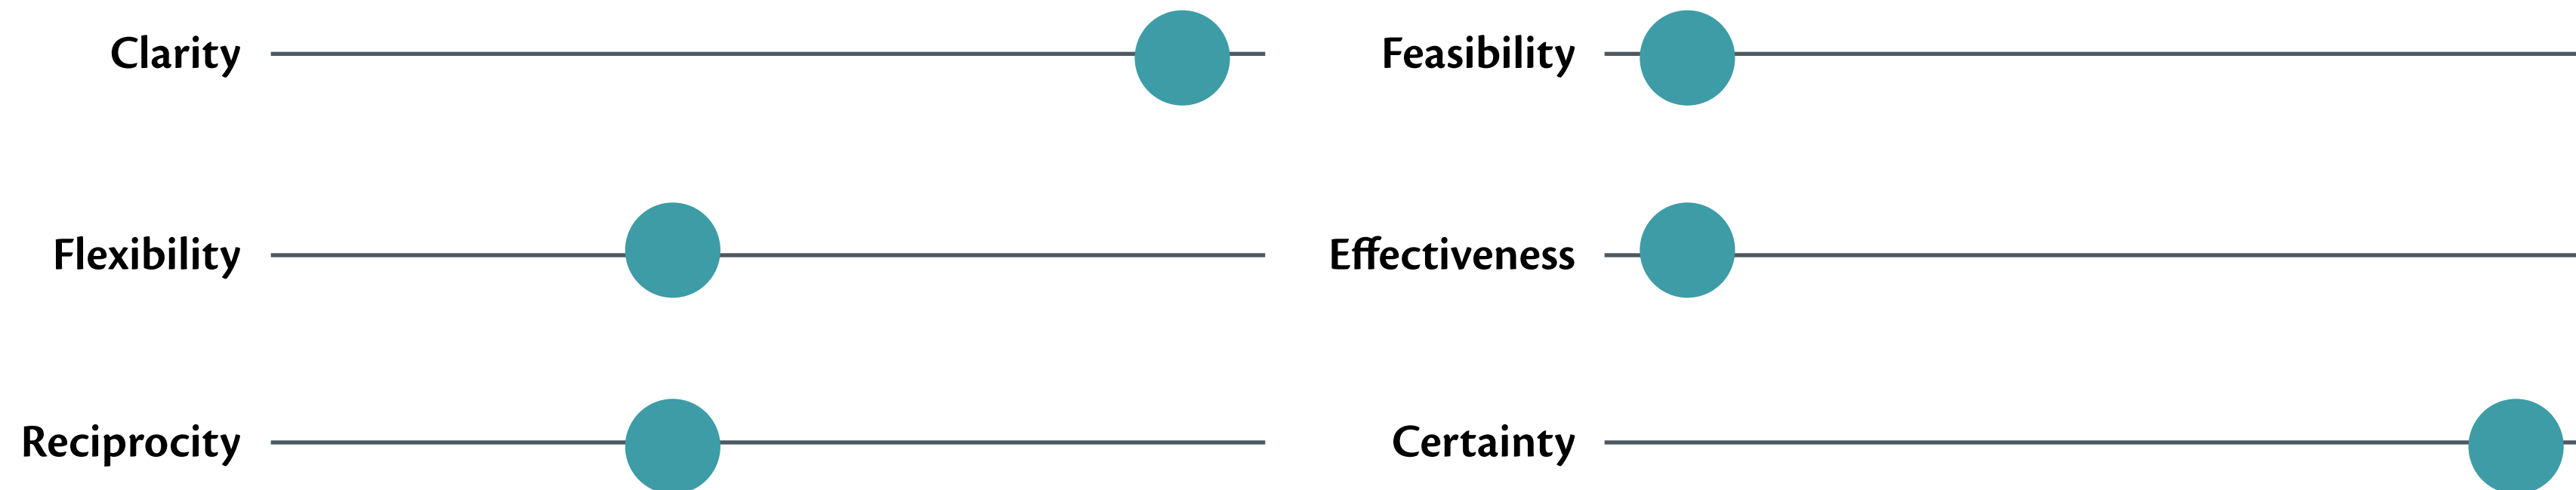 Clarity
Feasibility
Flexibility
Effectiveness
Reciprocity
Certainty